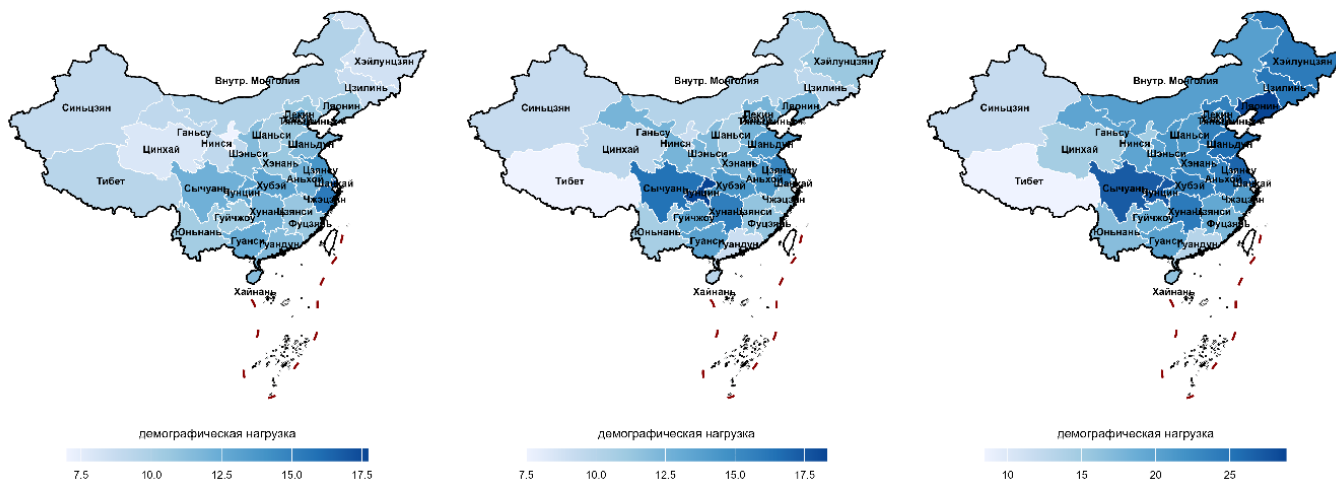 Хэйлунцзян
Внутр. Монголия
Цзилинь
Синьцзян
Ляонин
Пекин
Ганьсу
Шаньси
Нинся
Шаньдун
Цинхай
Шэньси
Хэнань
Цзянсу
Тибет
Сычуань
Хубэй
Аньхой
Шанхай
Чунцин
Чжэцзян
Хунань
Цзянси
Гуйчжоу
Фуцзянь
Юньнань
Гуанси
Гуандун
Хайнань
демографическая нагрузка
7.5 10.0 12.5 15.0 17.5
Хэйлунцзян
Внутр. Монголия
Цзилинь
Синьцзян
Ляонин
Пекин
Ганьсу
Шаньси
Нинся
Шаньдун
Цинхай
Шэньси
Хэнань
Цзянсу
Тибет
Сычуань
Хубэй
Аньхой
Шанхай
Чунцин
Чжэцзян
Хунань
Цзянси
Гуйчжоу
Фуцзянь
Юньнань
Гуанси
Гуандун
Хайнань
демографическая нагрузка
7.5 10.0 12.5 15.0 17.5
Хэйлунцзян
Внутр. Монголия
Цзилинь
Синьцзян
Ляонин
Пекин
Ганьсу
Шаньси
Нинся
Шаньдун
Цинхай
Шэньси
Хэнань
Цзянсу
Тибет
Сычуань
Хубэй
Аньхой
Шанхай
Чунцин
Чжэцзян
Хунань
Цзянси
Гуйчжоу
Фуцзянь
Юньнань
Гуанси
Гуандун
Хайнань
демографическая нагрузка
10 15 20 25